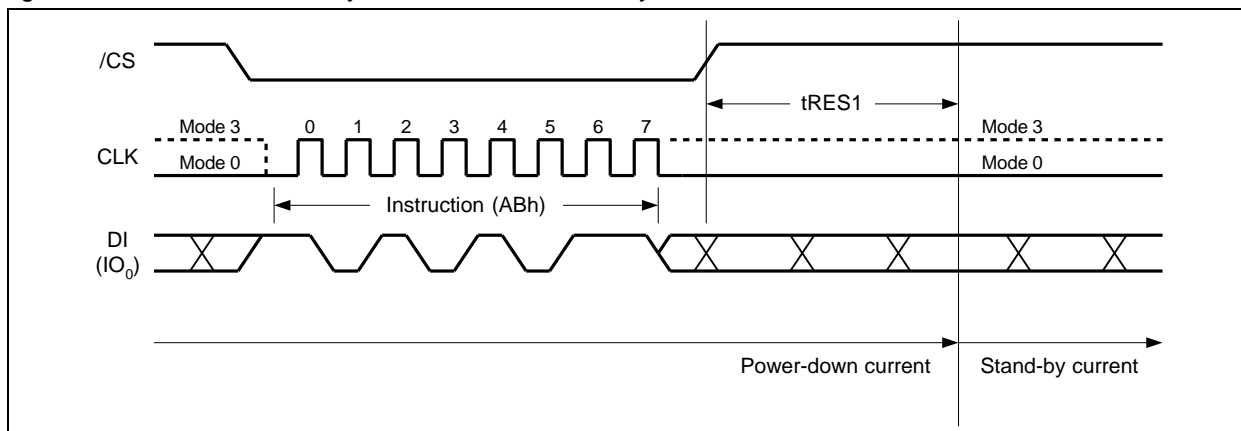 /CS
tRES1
Mode 3 0 1 2 3 4 5 6 7 Mode 3
CLK
Mode 0 Mode 0
Instruction (ABh)
DI
(IO0)
Power-down current Stand-by current